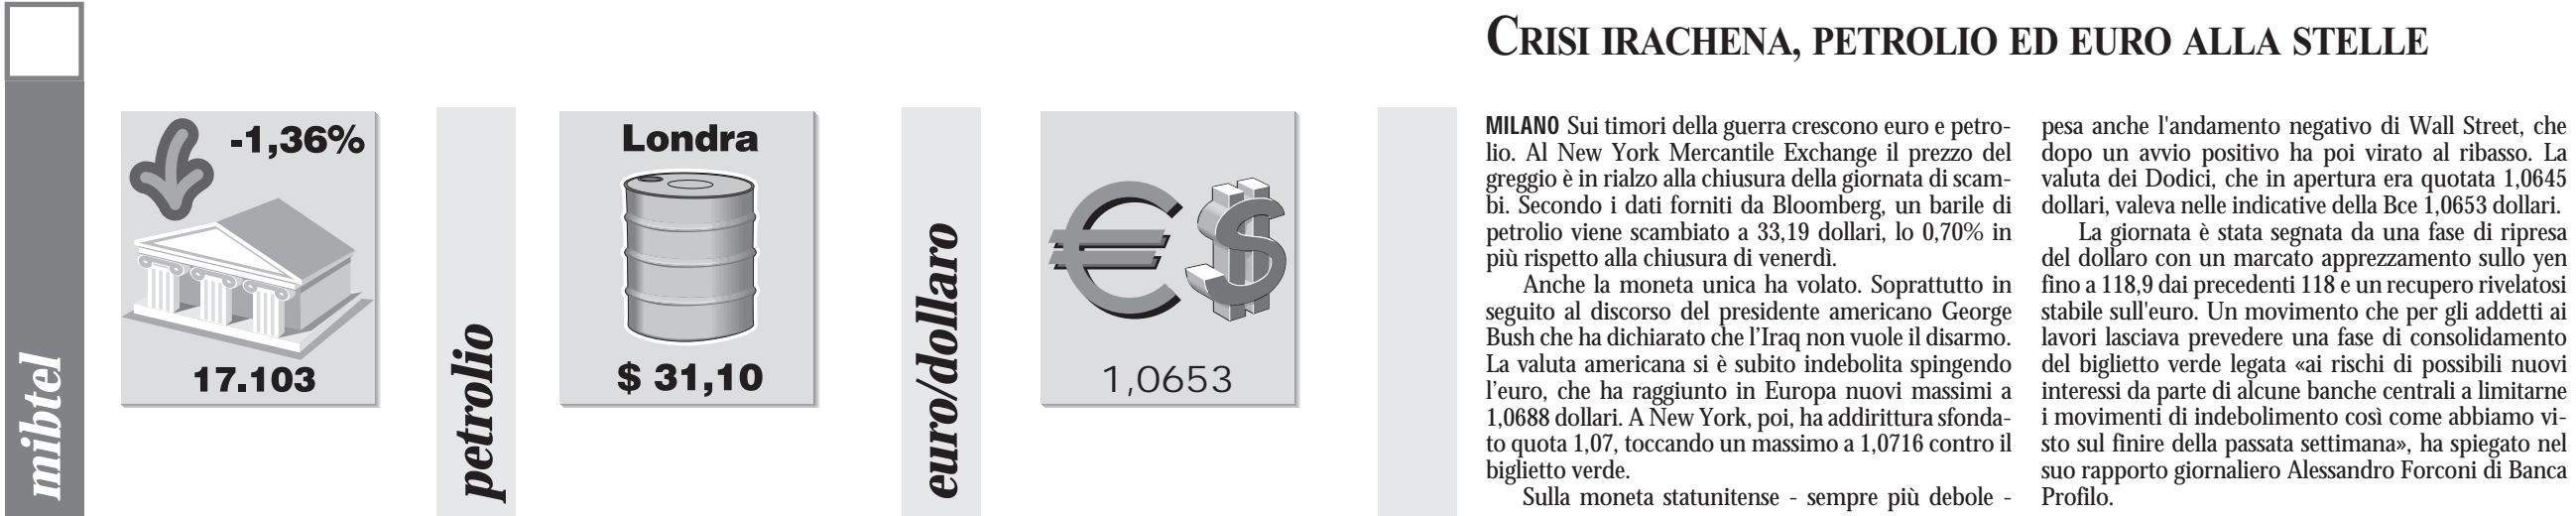 mibtel
-1,36%
17.103
petrolio
Londra
$ 31,10
euro/dollaro
€ $
1,0653
CRISI IRACHENA, PETROLIO ED EURO ALLA STELLE
MILANO Sui timori della guerra crescono euro e petro-
lio. Al New York Mercantile Exchange il prezzo del
greggio è in rialzo alla chiusura della giornata di scam-
bi. Secondo i dati forniti da Bloomberg, un barile di
petrolio viene scambiato a 33,19 dollari, lo 0,70% in
più rispetto alla chiusura di venerdì.
Anche la moneta unica ha volato. Soprattutto in
seguito al discorso del presidente americano George
Bush che ha dichiarato che l'Iraq non vuole il disarmo.
La valuta americana si è subito indebolita spingendo
l'euro, che ha raggiunto in Europa nuovi massimi a
1,0688 dollari. A New York, poi, ha addirittura sfonda-
to quota 1,07, toccando un massimo a 1,0716 contro il
biglietto verde.
Sulla moneta statunitense - sempre più debole -
pesa anche l'andamento negativo di Wall Street, che
dopo un avvio positivo ha poi virato al ribasso. La
valuta dei Dodici, che in apertura era quotata 1,0645
dollari, valeva nelle indicative della Bce 1,0653 dollari.
La giornata è stata segnata da una fase di ripresa
del dollaro con un marcato apprezzamento sullo yen
fino a 118,9 dai precedenti 118 e un recupero rivelatosi
stabile sull'euro. Un movimento che per gli addetti ai
lavori lasciava prevedere una fase di consolidamento
del biglietto verde legata «ai rischi di possibili nuovi
interessi da parte di alcune banche centrali a limitarne
i movimenti di indebolimento così come abbiamo vi-
sto sul finire della passata settimana», ha spiegato nel
suo rapporto giornaliero Alessandro Forconi di Banca
Profilo.